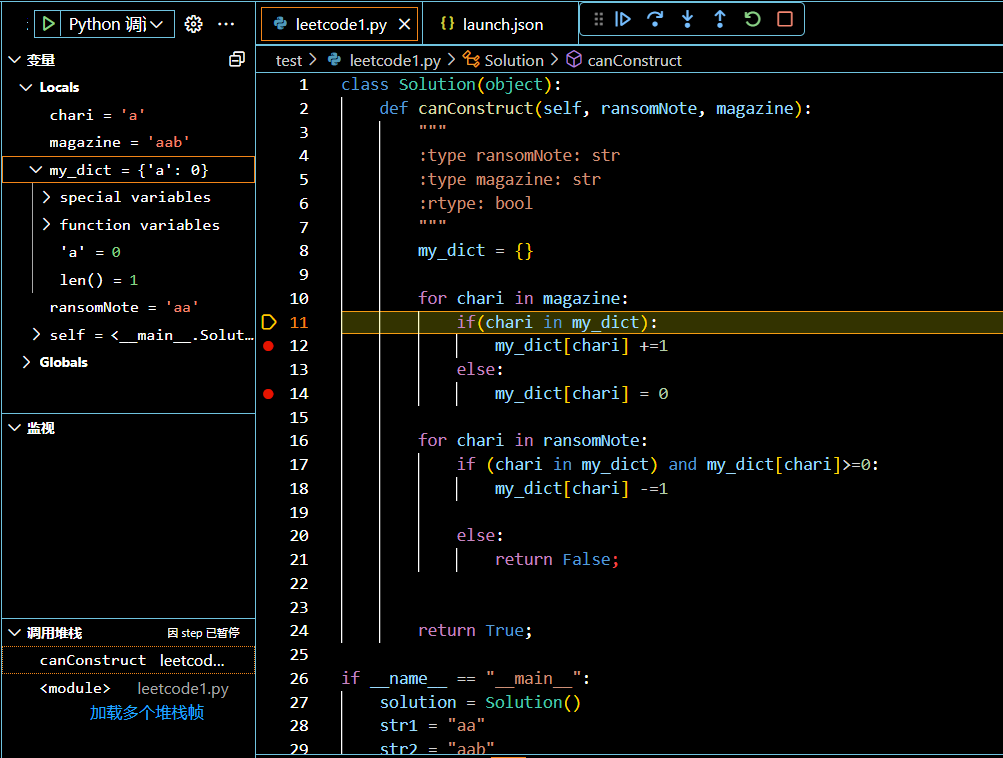 Python 调 ...
变量
Locals
chari = 'a'
magazine = 'aab'
my_dict = {'a': 0}
special variables
function variables
'a' = 0
len() = 1
ransomNote = 'aa'
self = <__main__.Solut...
Globals
监视
调用堆栈 因 step 已暂停
canConstruct leetcod...
<module> leetcode1.py
加载多个堆栈帧
leetcode1.py
launch.json
test > leetcode1.py > Solution > canConstruct
1 class Solution(object):
2 def canConstruct(self, ransomNote, magazine):
3 """
4 :type ransomNote: str
5 :type magazine: str
6 :rtype: bool
7 """
8 my_dict = {}
9
10 for chari in magazine:
11 if(chari in my_dict):
12 my_dict[chari] +=1
13 else:
14 my_dict[chari] = 0
15
16 for chari in ransomNote:
17 if (chari in my_dict) and my_dict[chari]>=0:
18 my_dict[chari] -=1
19
20 else:
21 return False;
22
23
24 return True;
25
26 if __name__ == "__main__":
27 solution = Solution()
28 str1 = "aa"
29 str2 = "aab"